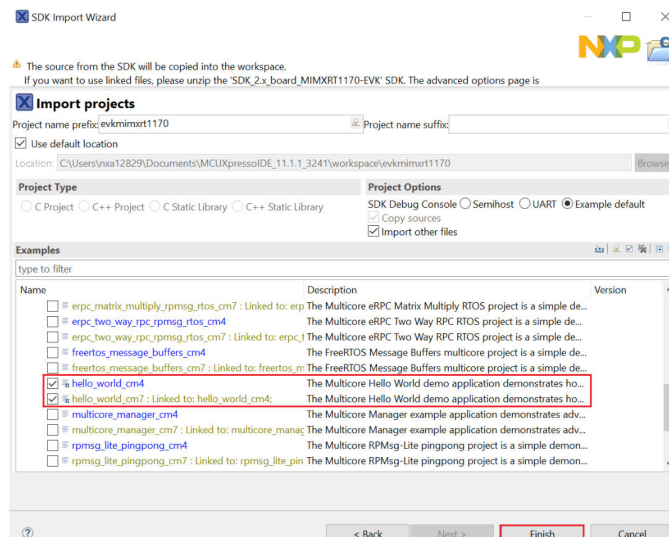 SDK Import Wizard
NXP
The source from the SDK will be copied into the workspace.
If you want to use linked files, please unzip the 'SDK_2.x_board_MIMXRT1170-EVK' SDK. The advanced options page is
Import projects
Project name prefix: evkmimxrt1170 Project name suffix:
Use default location
Location: C:\Users\nxa12829\Documents\MCUXpressoIDE_11.1.1_3241\workspace\evkmimxrt1170 Browse
Project Type Project Options
C Project C++ Project C Static Library C++ Static Library SDK Debug Console Semihost UART Example default
Copy sources
Import other files
Examples
type to filter
Name Description Version
erpc_matrix_multiply_rpmsg_rtos_cm7 : Linked to: erp The Multicore eRPC Matrix Multiply RTOS project is a simple de...
erpc_two_way_rpc_rpmsg_rtos_cm4 The Multicore eRPC Two Way RPC RTOS project is a simple de...
erpc_two_way_rpc_rpmsg_rtos_cm7 : Linked to: erpc_t The Multicore eRPC Two Way RPC RTOS project is a simple de...
freertos_message_buffers_cm4 The FreeRTOS Message Buffers multicore project is a simple d...
freertos_message_buffers_cm7 : Linked to: freertos_m The FreeRTOS Message Buffers multicore project is a simple d...
hello_world_cm4 The Multicore Hello World demo application demonstrates ho...
hello_world_cm7 : Linked to: hello_world_cm4; The Multicore Hello World demo application demonstrates ho...
multicore_manager_cm4 The Multicore Manager example application demonstrates adv...
multicore_manager_cm7 : Linked to: multicore_manag The Multicore Manager example application demonstrates adv...
rpmsg_lite_pingpong_cm4 The Multicore RPMsg-Lite pingpong project is a simple demon...
rpmsg_lite_pingpong_cm7 : Linked to: rpmsg_lite_pin The Multicore RPMsg-Lite pingpong project is a simple demon...
< Back Next > Finish Cancel